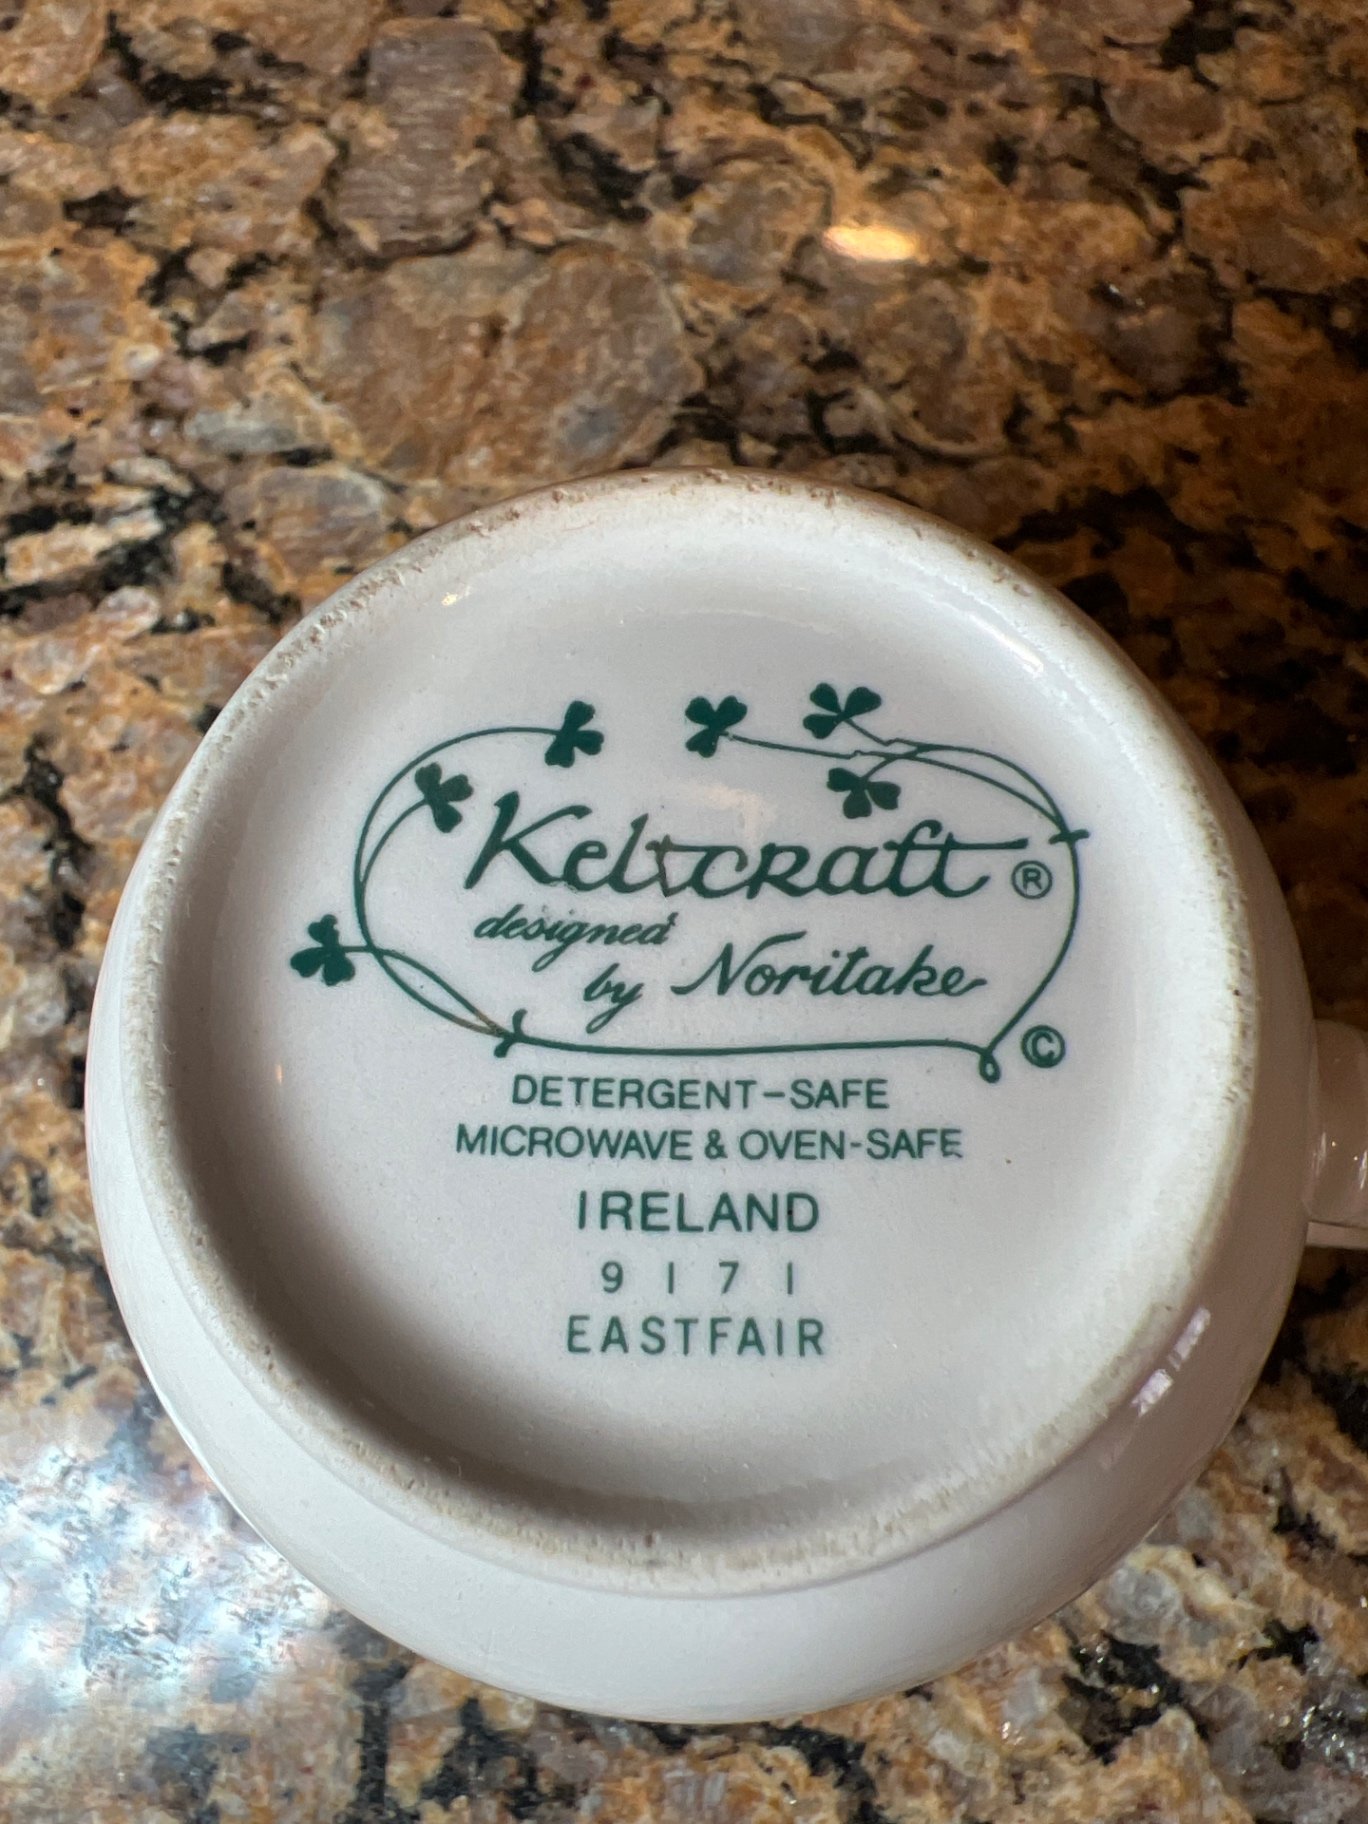 Keltcraft ®
designed
by Noritake
©
DETERGENT-SAFE
MICROWAVE & OVEN-SAFE
IRELAND
9171
EASTFAIR